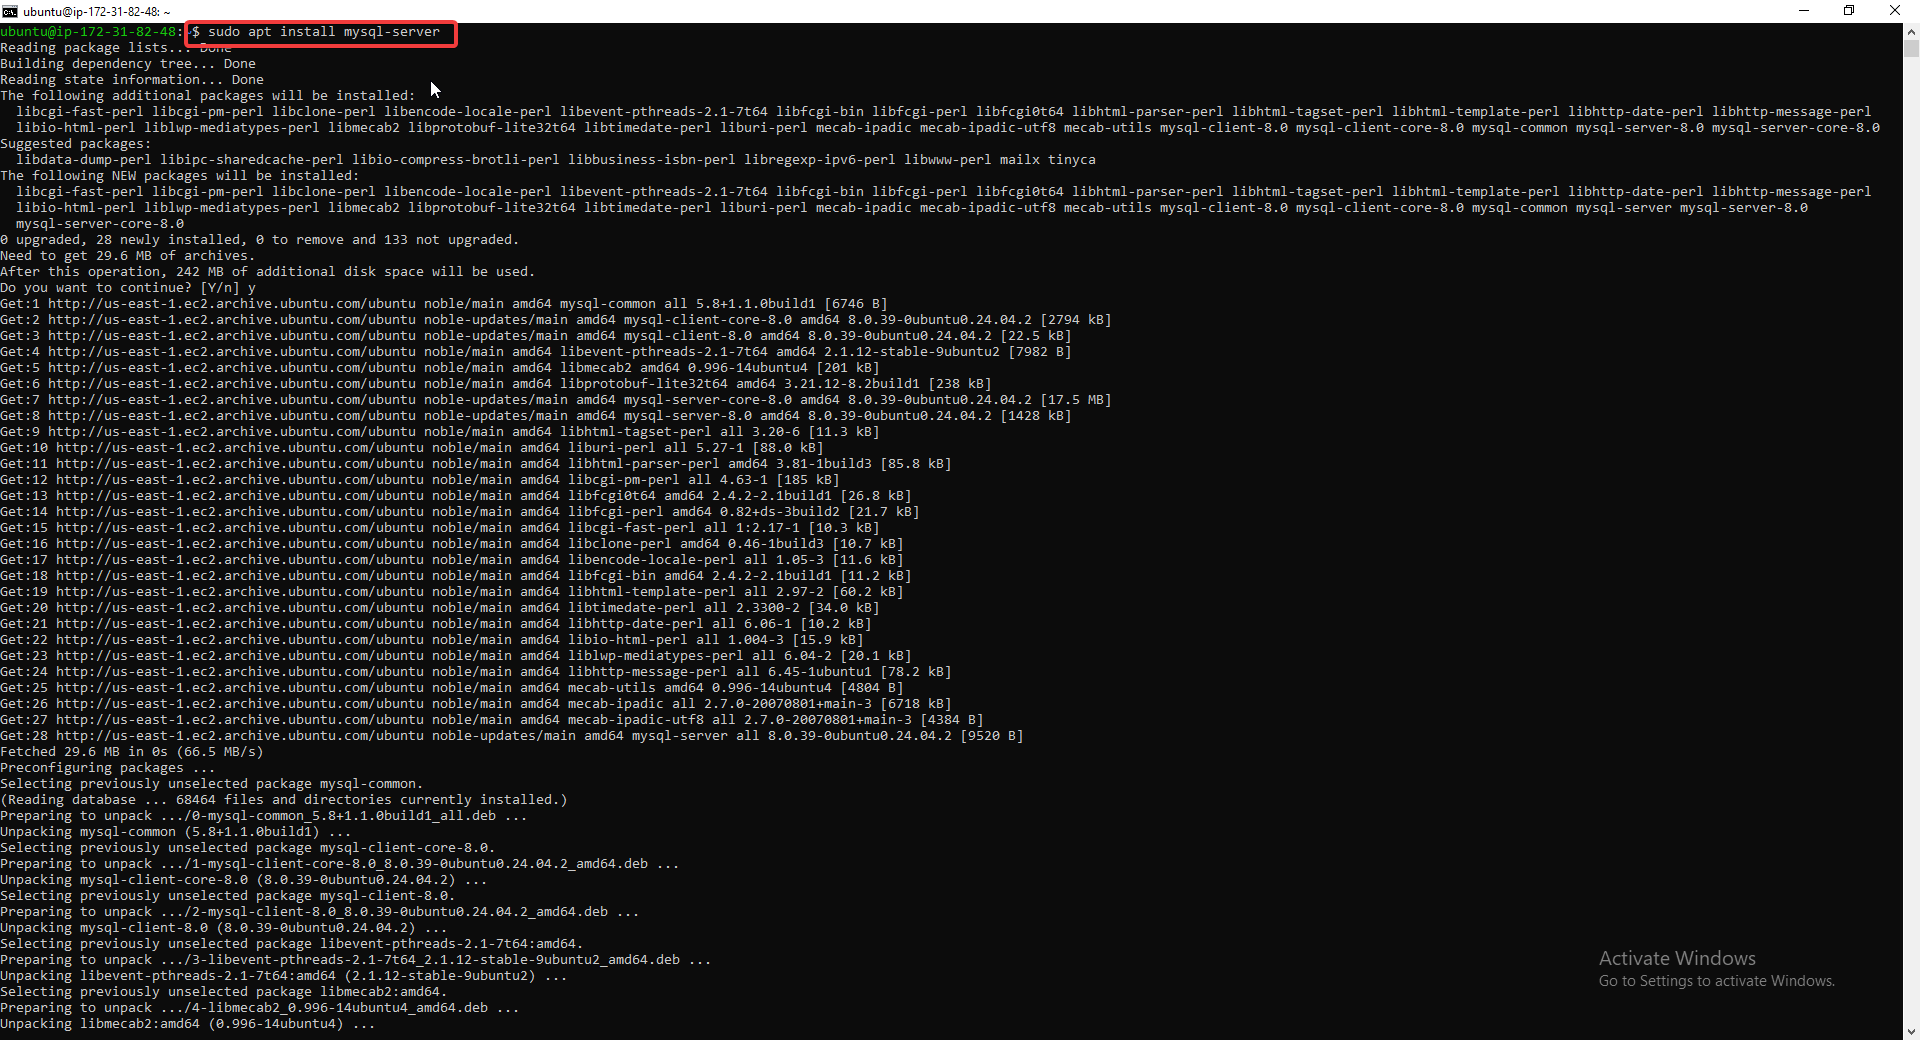 ubuntu@ip-172-31-82-48: ~
ubuntu@ip-172-31-82-48:~$ sudo apt install mysql-server
Reading package lists... Done
Building dependency tree... Done
Reading state information... Done
The following additional packages will be installed:
  libcgi-fast-perl libcgi-pm-perl libclone-perl libencode-locale-perl libevent-pthreads-2.1-7t64 libfcgi-bin libfcgi-perl libfcgi0t64 libhtml-parser-perl libhtml-tagset-perl libhtml-template-perl libhttp-date-perl libhttp-message-perl
  libio-html-perl liblwp-mediatypes-perl libmecab2 libprotobuf-lite32t64 libtimedate-perl liburi-perl mecab-ipadic mecab-ipadic-utf8 mecab-utils mysql-client-8.0 mysql-client-core-8.0 mysql-common mysql-server-8.0 mysql-server-core-8.0
Suggested packages:
  libdata-dump-perl libipc-sharedcache-perl libio-compress-brotli-perl libbusiness-isbn-perl libregexp-ipv6-perl libwww-perl mailx tinyca
The following NEW packages will be installed:
  libcgi-fast-perl libcgi-pm-perl libclone-perl libencode-locale-perl libevent-pthreads-2.1-7t64 libfcgi-bin libfcgi-perl libfcgi0t64 libhtml-parser-perl libhtml-tagset-perl libhtml-template-perl libhttp-date-perl libhttp-message-perl
  libio-html-perl liblwp-mediatypes-perl libmecab2 libprotobuf-lite32t64 libtimedate-perl liburi-perl mecab-ipadic mecab-ipadic-utf8 mecab-utils mysql-client-8.0 mysql-client-core-8.0 mysql-common mysql-server mysql-server-8.0
  mysql-server-core-8.0
0 upgraded, 28 newly installed, 0 to remove and 133 not upgraded.
Need to get 29.6 MB of archives.
After this operation, 242 MB of additional disk space will be used.
Do you want to continue? [Y/n] y
Get:1 http://us-east-1.ec2.archive.ubuntu.com/ubuntu noble/main amd64 mysql-common all 5.8+1.1.0build1 [6746 B]
Get:2 http://us-east-1.ec2.archive.ubuntu.com/ubuntu noble-updates/main amd64 mysql-client-core-8.0 amd64 8.0.39-0ubuntu0.24.04.2 [2794 kB]
Get:3 http://us-east-1.ec2.archive.ubuntu.com/ubuntu noble-updates/main amd64 mysql-client-8.0 amd64 8.0.39-0ubuntu0.24.04.2 [22.5 kB]
Get:4 http://us-east-1.ec2.archive.ubuntu.com/ubuntu noble/main amd64 libevent-pthreads-2.1-7t64 amd64 2.1.12-stable-9ubuntu2 [7982 B]
Get:5 http://us-east-1.ec2.archive.ubuntu.com/ubuntu noble/main amd64 libmecab2 amd64 0.996-14ubuntu4 [201 kB]
Get:6 http://us-east-1.ec2.archive.ubuntu.com/ubuntu noble/main amd64 libprotobuf-lite32t64 amd64 3.21.12-8.2build1 [238 kB]
Get:7 http://us-east-1.ec2.archive.ubuntu.com/ubuntu noble-updates/main amd64 mysql-server-core-8.0 amd64 8.0.39-0ubuntu0.24.04.2 [17.5 MB]
Get:8 http://us-east-1.ec2.archive.ubuntu.com/ubuntu noble-updates/main amd64 mysql-server-8.0 amd64 8.0.39-0ubuntu0.24.04.2 [1428 kB]
Get:9 http://us-east-1.ec2.archive.ubuntu.com/ubuntu noble/main amd64 libhtml-tagset-perl all 3.20-6 [11.3 kB]
Get:10 http://us-east-1.ec2.archive.ubuntu.com/ubuntu noble/main amd64 liburi-perl all 5.27-1 [88.0 kB]
Get:11 http://us-east-1.ec2.archive.ubuntu.com/ubuntu noble/main amd64 libhtml-parser-perl amd64 3.81-1build3 [85.8 kB]
Get:12 http://us-east-1.ec2.archive.ubuntu.com/ubuntu noble/main amd64 libcgi-pm-perl all 4.63-1 [185 kB]
Get:13 http://us-east-1.ec2.archive.ubuntu.com/ubuntu noble/main amd64 libfcgi0t64 amd64 2.4.2-2.1build1 [26.8 kB]
Get:14 http://us-east-1.ec2.archive.ubuntu.com/ubuntu noble/main amd64 libfcgi-perl amd64 0.82+ds-3build2 [21.7 kB]
Get:15 http://us-east-1.ec2.archive.ubuntu.com/ubuntu noble/main amd64 libcgi-fast-perl all 1:2.17-1 [10.3 kB]
Get:16 http://us-east-1.ec2.archive.ubuntu.com/ubuntu noble/main amd64 libclone-perl amd64 0.46-1build3 [10.7 kB]
Get:17 http://us-east-1.ec2.archive.ubuntu.com/ubuntu noble/main amd64 libencode-locale-perl all 1.05-3 [11.6 kB]
Get:18 http://us-east-1.ec2.archive.ubuntu.com/ubuntu noble/main amd64 libfcgi-bin amd64 2.4.2-2.1build1 [11.2 kB]
Get:19 http://us-east-1.ec2.archive.ubuntu.com/ubuntu noble/main amd64 libhtml-template-perl all 2.97-2 [60.2 kB]
Get:20 http://us-east-1.ec2.archive.ubuntu.com/ubuntu noble/main amd64 libtimedate-perl all 2.3300-2 [34.0 kB]
Get:21 http://us-east-1.ec2.archive.ubuntu.com/ubuntu noble/main amd64 libhttp-date-perl all 6.06-1 [10.2 kB]
Get:22 http://us-east-1.ec2.archive.ubuntu.com/ubuntu noble/main amd64 libio-html-perl all 1.004-3 [15.9 kB]
Get:23 http://us-east-1.ec2.archive.ubuntu.com/ubuntu noble/main amd64 liblwp-mediatypes-perl all 6.04-2 [20.1 kB]
Get:24 http://us-east-1.ec2.archive.ubuntu.com/ubuntu noble/main amd64 libhttp-message-perl all 6.45-1ubuntu1 [78.2 kB]
Get:25 http://us-east-1.ec2.archive.ubuntu.com/ubuntu noble/main amd64 mecab-utils amd64 0.996-14ubuntu4 [4804 B]
Get:26 http://us-east-1.ec2.archive.ubuntu.com/ubuntu noble/main amd64 mecab-ipadic all 2.7.0-20070801+main-3 [6718 kB]
Get:27 http://us-east-1.ec2.archive.ubuntu.com/ubuntu noble/main amd64 mecab-ipadic-utf8 all 2.7.0-20070801+main-3 [4384 B]
Get:28 http://us-east-1.ec2.archive.ubuntu.com/ubuntu noble-updates/main amd64 mysql-server all 8.0.39-0ubuntu0.24.04.2 [9520 B]
Fetched 29.6 MB in 0s (66.5 MB/s)
Preconfiguring packages ...
Selecting previously unselected package mysql-common.
(Reading database ... 68464 files and directories currently installed.)
Preparing to unpack .../0-mysql-common_5.8+1.1.0build1_all.deb ...
Unpacking mysql-common (5.8+1.1.0build1) ...
Selecting previously unselected package mysql-client-core-8.0.
Preparing to unpack .../1-mysql-client-core-8.0_8.0.39-0ubuntu0.24.04.2_amd64.deb ...
Unpacking mysql-client-core-8.0 (8.0.39-0ubuntu0.24.04.2) ...
Selecting previously unselected package mysql-client-8.0.
Preparing to unpack .../2-mysql-client-8.0_8.0.39-0ubuntu0.24.04.2_amd64.deb ...
Unpacking mysql-client-8.0 (8.0.39-0ubuntu0.24.04.2) ...
Selecting previously unselected package libevent-pthreads-2.1-7t64:amd64.
Preparing to unpack .../3-libevent-pthreads-2.1-7t64_2.1.12-stable-9ubuntu2_amd64.deb ...
Unpacking libevent-pthreads-2.1-7t64:amd64 (2.1.12-stable-9ubuntu2) ...
Selecting previously unselected package libmecab2:amd64.
Preparing to unpack .../4-libmecab2_0.996-14ubuntu4_amd64.deb ...
Unpacking libmecab2:amd64 (0.996-14ubuntu4) ...
Activate Windows
Go to Settings to activate Windows.